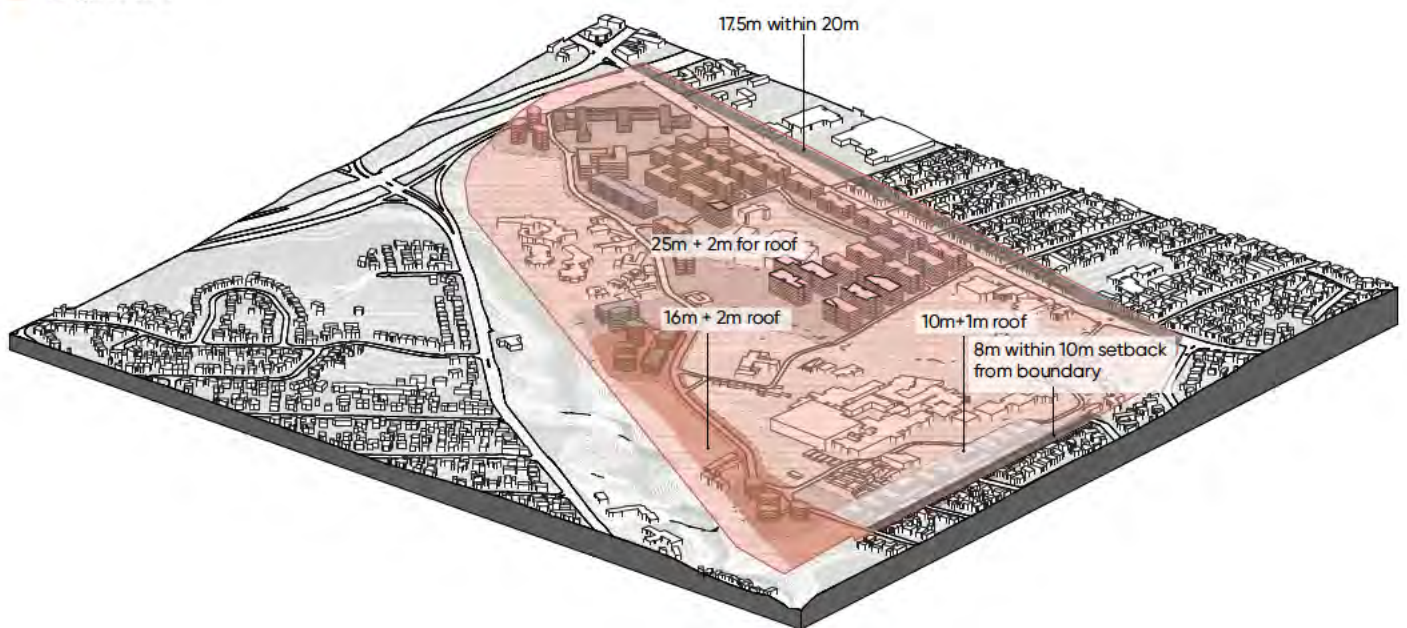 17.5m within 20m
25m + 2m for roof
16m + 2m roof
10m+1m roof
8m within 10m setback
from boundary